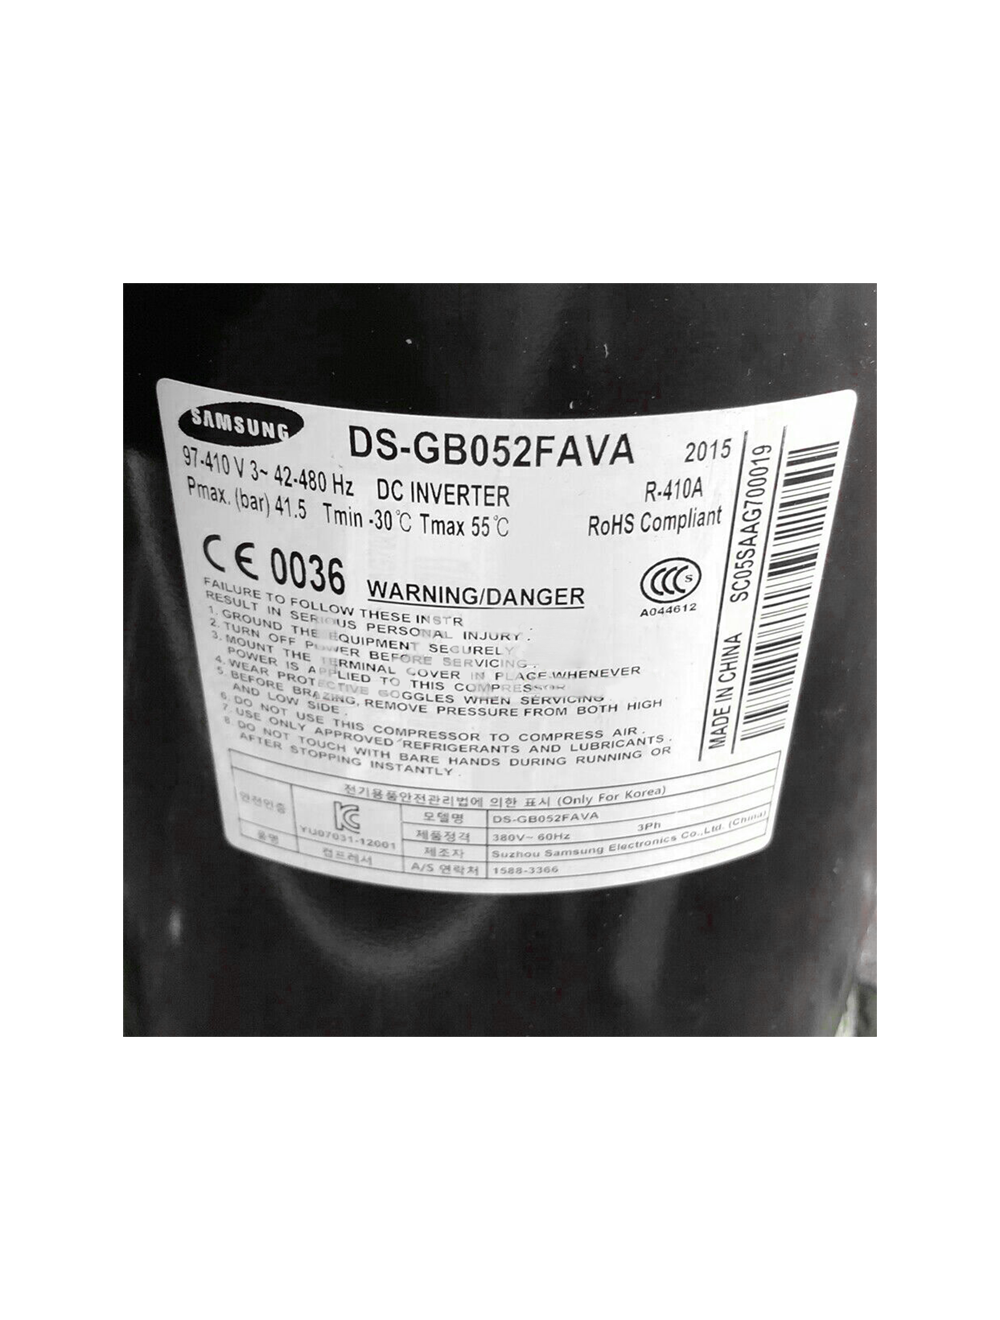 SAMSUNG
DS-GB052FAVA
2015
97-410 V 3~ 42-480 Hz DC INVERTER
R-410A
Pmax. (bar) 41.5 Tmin -30℃ Tmax 55℃
RoHS Compliant
CE 0036 WARNING/DANGER
CCC S
A044612
FAILURE TO FOLLOW THESE INSTR
RESULT IN SERIOUS PERSONAL INJURY.
1. GROUND THE EQUIPMENT SECURELY
2. TURN OFF POWER BEFORE SERVICING.
3. MOUNT THE TERMINAL COVER IN PLACE WHENEVER
POWER IS APPLIED TO THIS COMPRESSOR
4. WEAR PROTECTIVE GOGGLES WHEN SERVICING
5. BEFORE BRAZING, REMOVE PRESSURE FROM BOTH HIGH
AND LOW SIDE.
6. DO NOT USE THIS COMPRESSOR TO COMPRESS AIR.
7. USE ONLY APPROVED REFRIGERANTS AND LUBRICANTS.
8. DO NOT TOUCH WITH BARE HANDS DURING RUNNING OR
AFTER STOPPING INSTANTLY.
MADE IN CHINA SC05SAAG700019
전기용품안전관리법에 의한 표시 (Only For Korea)
안전인증 YU07031-12001 모델명 DS-GB052FAVA
제품정격 380V~ 60Hz 3Ph
품명 컴프레서 제조자 Suzhou Samsung Electronics Co.,Ltd. (China)
A/S 연락처 1588-3366